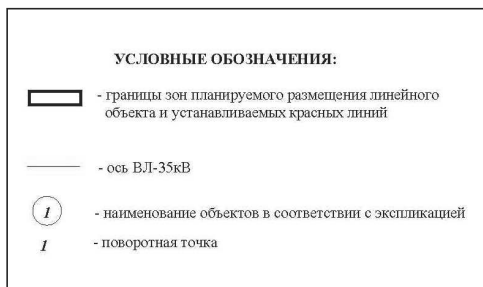 УСЛОВНЫЕ ОБОЗНАЧЕНИЯ:
- границы зон планируемого размещения линейного
объекта и устанавливаемых красных линий
- ось ВЛ-35кВ
1 - наименование объектов в соответствии с экспликацией
1 - поворотная точка